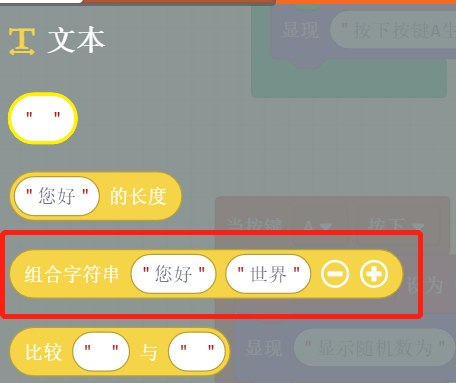 显现 "按下按键A生
T 文本
" "
"您好" 的长度
当按键 A 按下
组合字符串 "您好" "世界" − +
设为
比较 " " 与 " "
显现 "显示随机数为"